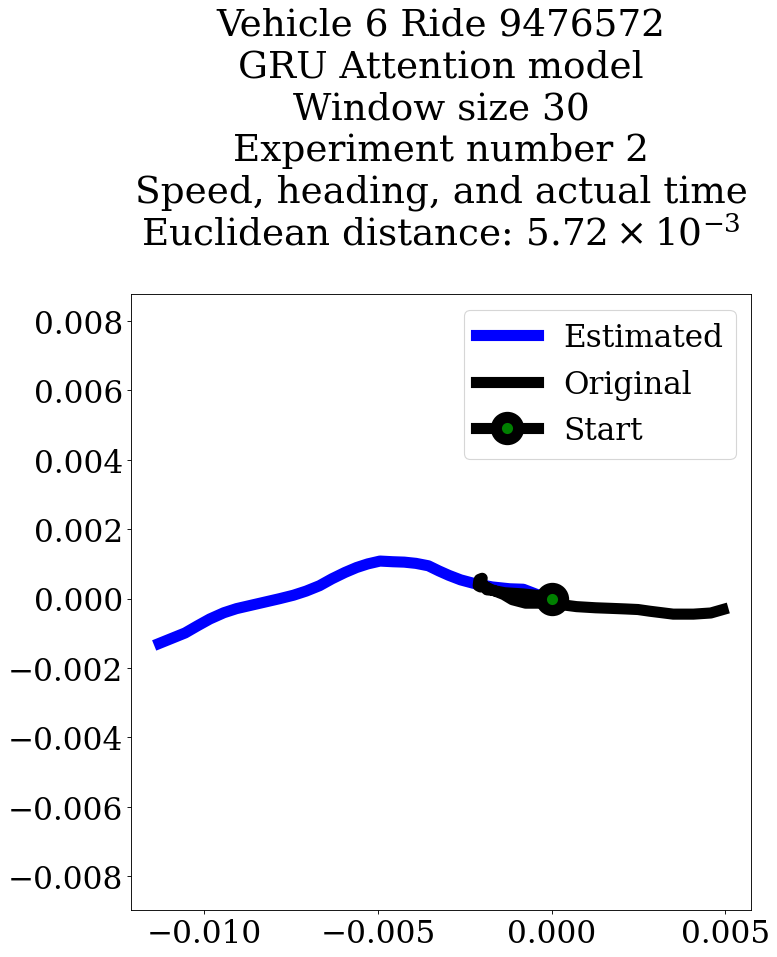 Vehicle 6 Ride 9476572
GRU Attention model
Window size 30
Experiment number 2
Speed, heading, and actual time
Euclidean distance: 5.72 × 10⁻³
Estimated
Original
Start
0.008
0.006
0.004
0.002
0.000
−0.002
−0.004
−0.006
−0.008
−0.010 −0.005 0.000 0.005